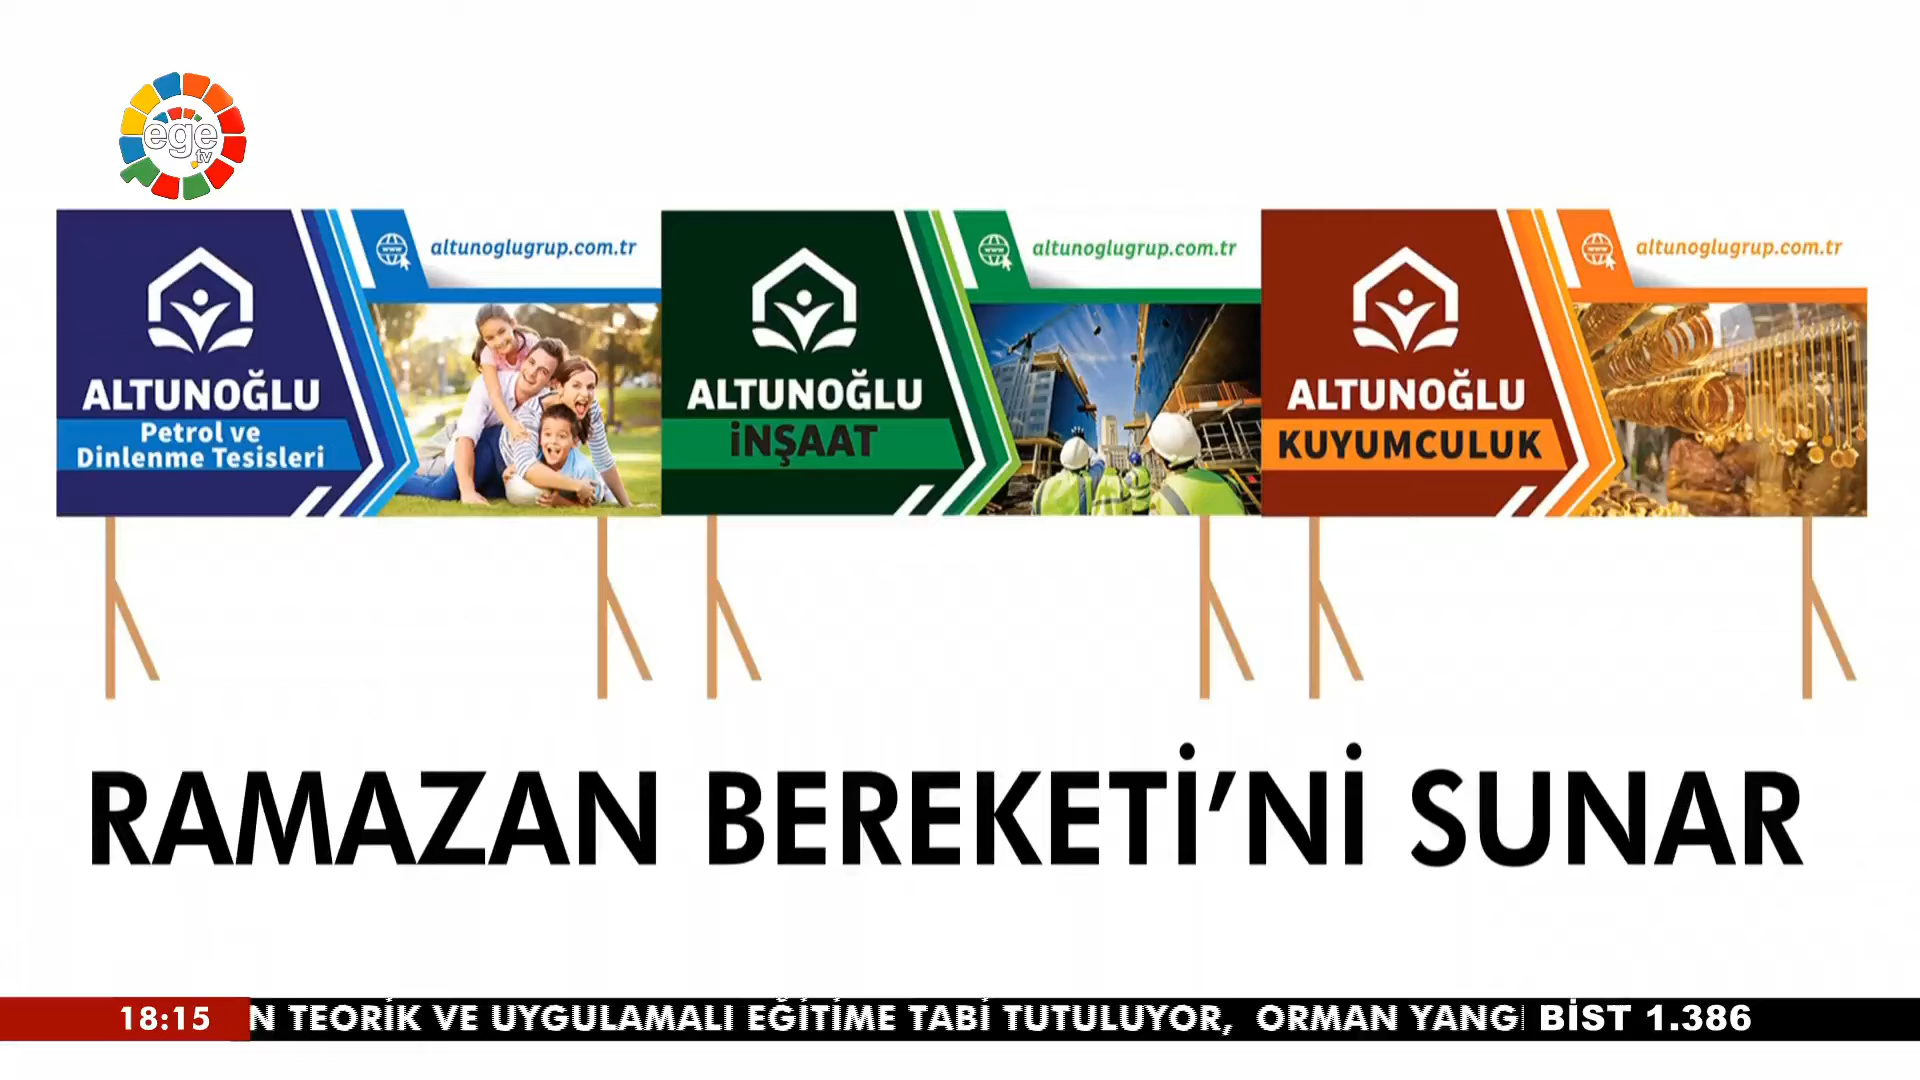 ege
tv
altunoglugrup.com.tr
ALTUNOĞLU
Petrol ve
Dinlenme Tesisleri
altunoglugrup.com.tr
ALTUNOĞLU
İNŞAAT
altunoglugrup.com.tr
ALTUNOĞLU
KUYUMCULUK
RAMAZAN BEREKETİ'Nİ SUNAR
18:15 N TEORİK VE UYGULAMALI EĞİTİME TABİ TUTULUYOR, ORMAN YANG BİST 1.386